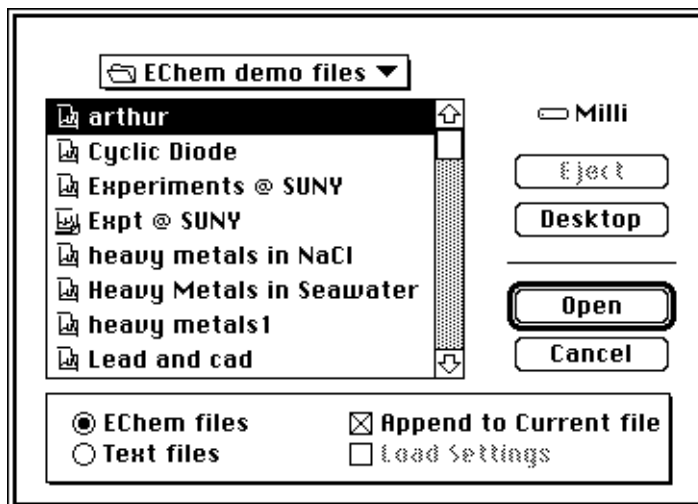 EChem demo files
arthur
Cyclic Diode
Experiments @ SUNY
Expt @ SUNY
heavy metals in NaCl
Heavy Metals in Seawater
heavy metals1
Lead and cad
Milli
Eject
Desktop
Open
Cancel
EChem files
Text files
Append to Current file
Load Settings